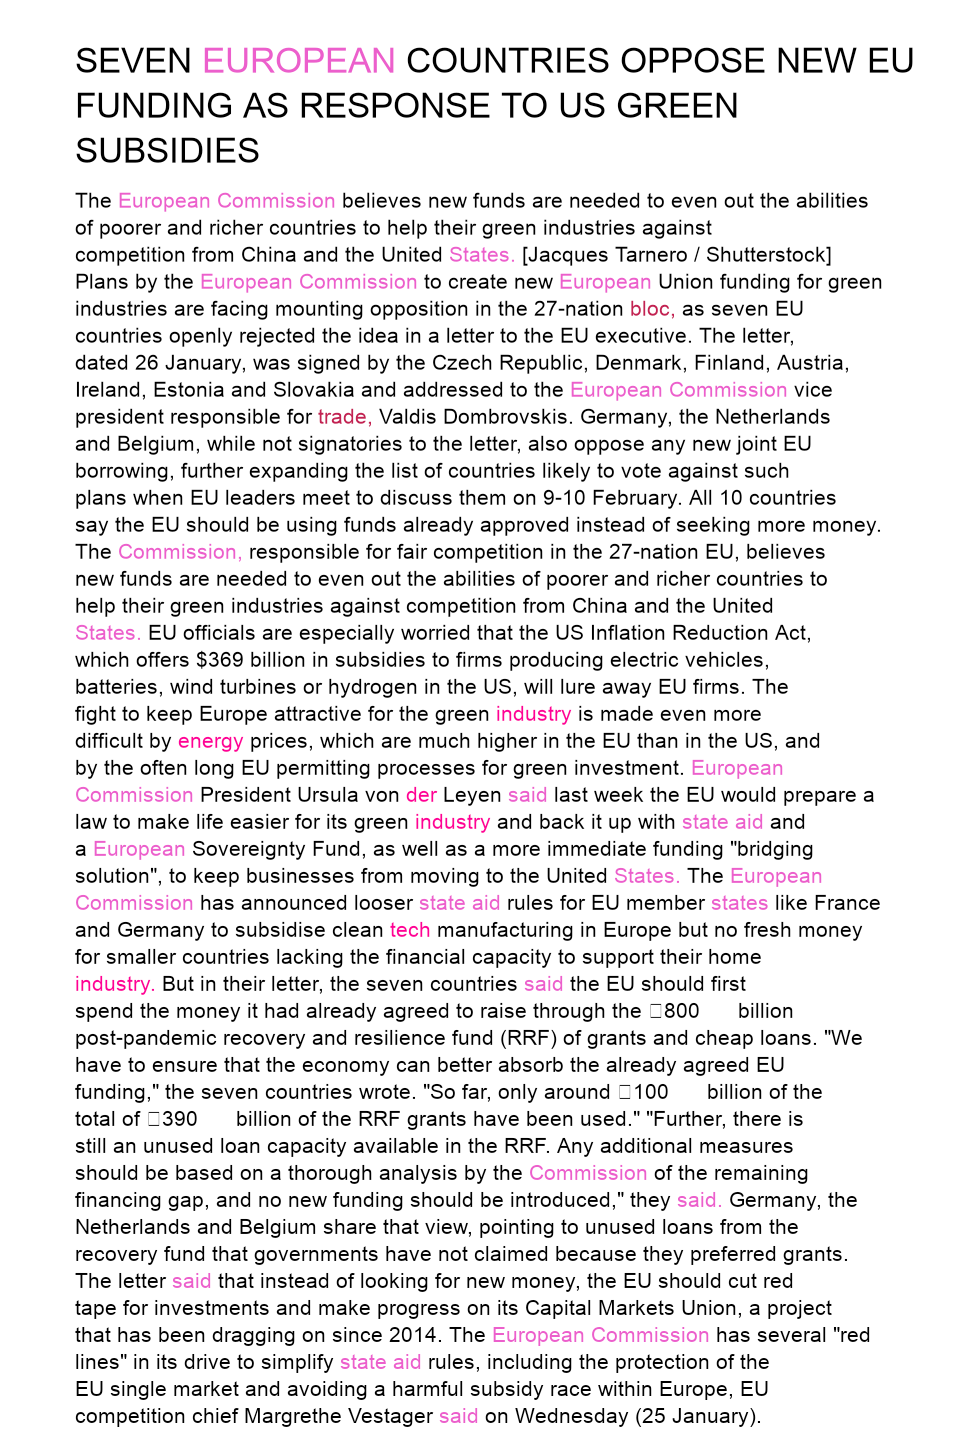 SEVEN EUROPEAN COUNTRIES OPPOSE NEW EU
FUNDING AS RESPONSE TO US GREEN
SUBSIDIES
The European Commission believes new funds are needed to even out the abilities
of poorer and richer countries to help their green industries against
competition from China and the United States. [Jacques Tarnero / Shutterstock]
Plans by the European Commission to create new European Union funding for green
industries are facing mounting opposition in the 27-nation bloc, as seven EU
countries openly rejected the idea in a letter to the EU executive. The letter,
dated 26 January, was signed by the Czech Republic, Denmark, Finland, Austria,
Ireland, Estonia and Slovakia and addressed to the European Commission vice
president responsible for trade, Valdis Dombrovskis. Germany, the Netherlands
and Belgium, while not signatories to the letter, also oppose any new joint EU
borrowing, further expanding the list of countries likely to vote against such
plans when EU leaders meet to discuss them on 9-10 February. All 10 countries
say the EU should be using funds already approved instead of seeking more money.
The Commission, responsible for fair competition in the 27-nation EU, believes
new funds are needed to even out the abilities of poorer and richer countries to
help their green industries against competition from China and the United
States. EU officials are especially worried that the US Inflation Reduction Act,
which offers $369 billion in subsidies to firms producing electric vehicles,
batteries, wind turbines or hydrogen in the US, will lure away EU firms. The
fight to keep Europe attractive for the green industry is made even more
difficult by energy prices, which are much higher in the EU than in the US, and
by the often long EU permitting processes for green investment. European
Commission President Ursula von der Leyen said last week the EU would prepare a
law to make life easier for its green industry and back it up with state aid and
a European Sovereignty Fund, as well as a more immediate funding "bridging
solution", to keep businesses from moving to the United States. The European
Commission has announced looser state aid rules for EU member states like France
and Germany to subsidise clean tech manufacturing in Europe but no fresh money
for smaller countries lacking the financial capacity to support their home
industry. But in their letter, the seven countries said the EU should first
spend the money it had already agreed to raise through the □800 billion
post-pandemic recovery and resilience fund (RRF) of grants and cheap loans. "We
have to ensure that the economy can better absorb the already agreed EU
funding," the seven countries wrote. "So far, only around □100 billion of the
total of □390 billion of the RRF grants have been used." "Further, there is
still an unused loan capacity available in the RRF. Any additional measures
should be based on a thorough analysis by the Commission of the remaining
financing gap, and no new funding should be introduced," they said. Germany, the
Netherlands and Belgium share that view, pointing to unused loans from the
recovery fund that governments have not claimed because they preferred grants.
The letter said that instead of looking for new money, the EU should cut red
tape for investments and make progress on its Capital Markets Union, a project
that has been dragging on since 2014. The European Commission has several "red
lines" in its drive to simplify state aid rules, including the protection of the
EU single market and avoiding a harmful subsidy race within Europe, EU
competition chief Margrethe Vestager said on Wednesday (25 January).